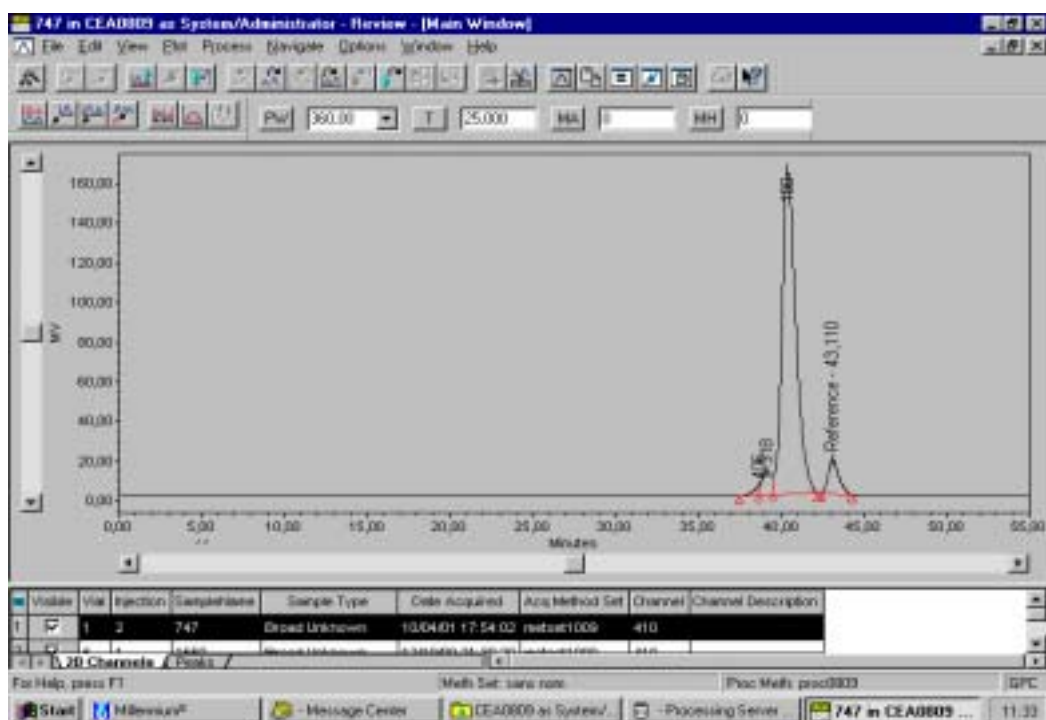 747 in CEA0809 as System/Administrator - Review - [Main Window]
File Edit View Plot Process Navigate Options Window Help
PW 360.00 T 25.000 MA 0 MH 0
160,00
140,00
120,00
100,00
80,00
60,00
40,00
20,00
0,00
MV
Reference - 43,110
0,00 5,00 10,00 15,00 20,00 25,00 30,00 35,00 40,00 45,00 50,00 55,00
Minutes
Visible Vial Injection SampleName Sample Type Date Acquired Acq Method Set Channel Channel Description
1 1 2 747 Broad Unknown 10/04/01 17:54:02 metset1009 410
2D Channels Peaks
For Help, press F1 Meth Set: sans nom Proc Meth: proc0809 GPC
Start Millennium³² - Message Center CEA0809 as System/... - Processing Server ... 747 in CEA0809 ... 11:33